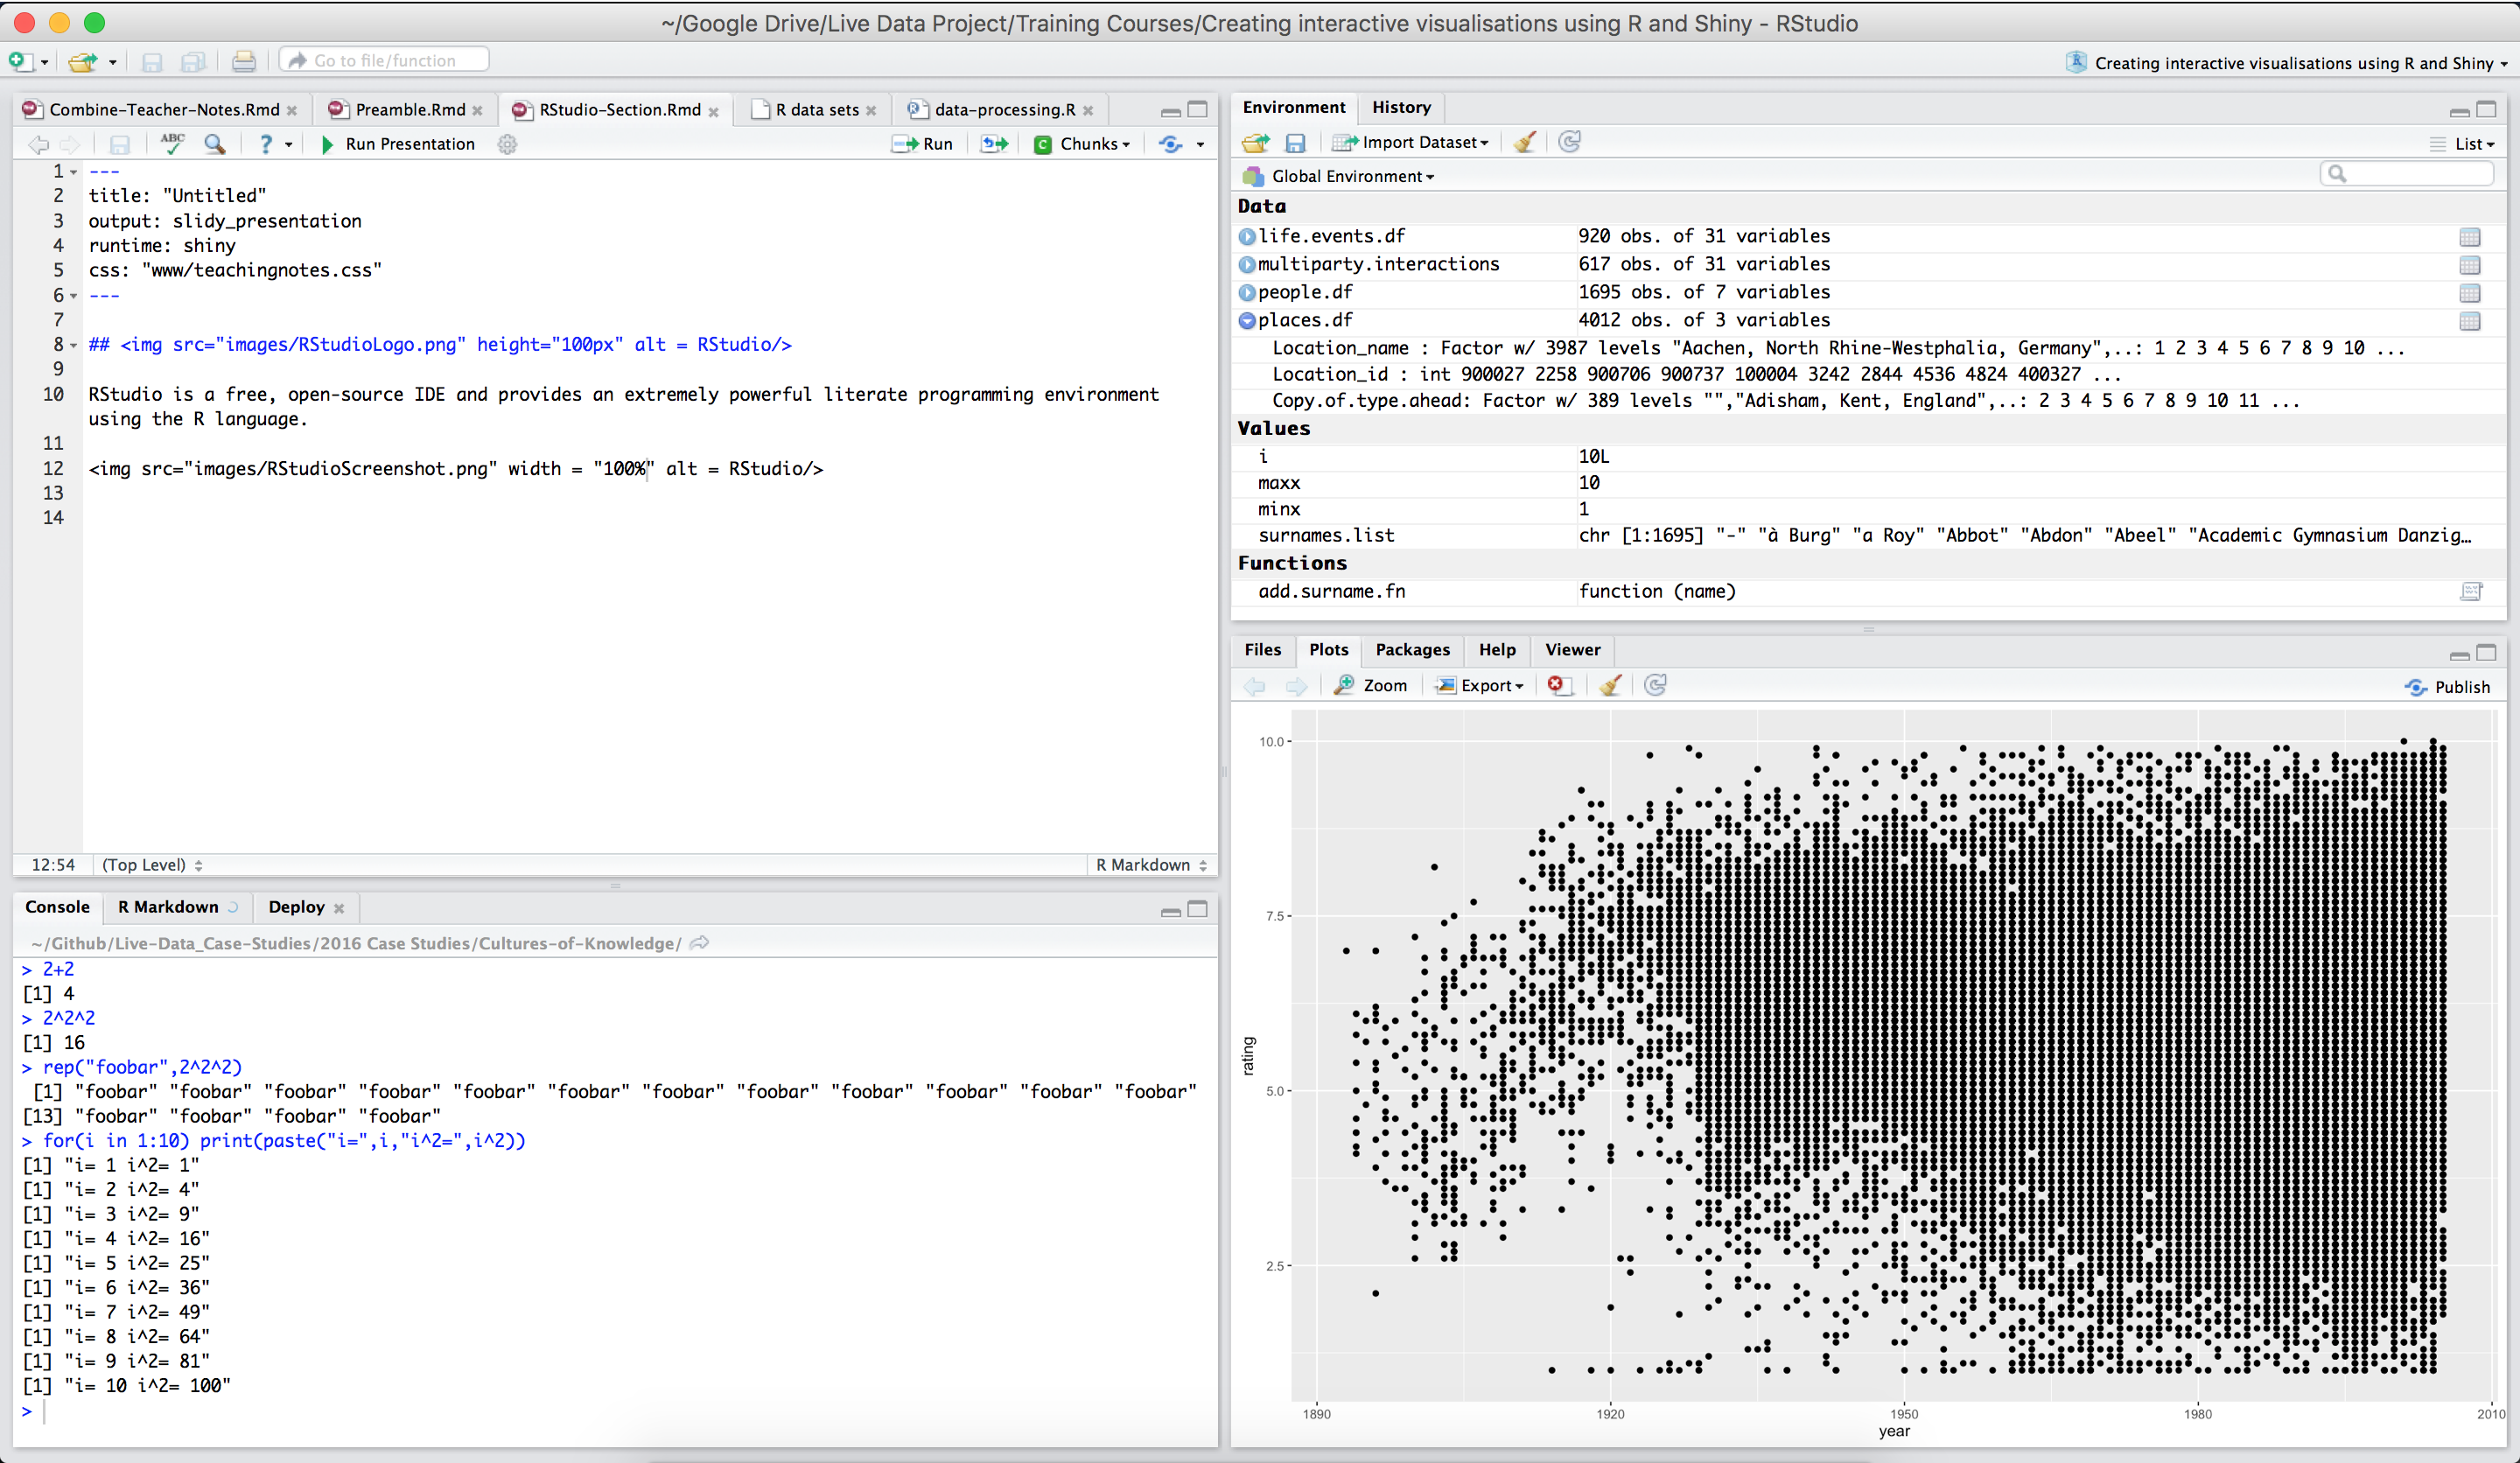 ~/Google Drive/Live Data Project/Training Courses/Creating interactive visualisations using R and Shiny - RStudio
Go to file/function
Creating interactive visualisations using R and Shiny
Combine-Teacher-Notes.Rmd Preamble.Rmd RStudio-Section.Rmd R data sets data-processing.R
ABC ? Run Presentation Run C Chunks
1 ---
2 title: "Untitled"
3 output: slidy_presentation
4 runtime: shiny
5 css: "www/teachingnotes.css"
6 ---
7
8 ## <img src="images/RStudioLogo.png" height="100px" alt = RStudio/>
9
10 RStudio is a free, open-source IDE and provides an extremely powerful literate programming environment
using the R language.
11
12 <img src="images/RStudioScreenshot.png" width = "100%" alt = RStudio/>
13
14
12:54 (Top Level) R Markdown
Console R Markdown Deploy
~/Github/Live-Data_Case-Studies/2016 Case Studies/Cultures-of-Knowledge/
> 2+2
[1] 4
> 2^2^2
[1] 16
> rep("foobar",2^2^2)
[1] "foobar" "foobar" "foobar" "foobar" "foobar" "foobar" "foobar" "foobar" "foobar" "foobar" "foobar" "foobar"
[13] "foobar" "foobar" "foobar" "foobar"
> for(i in 1:10) print(paste("i=",i,"i^2=",i^2))
[1] "i= 1 i^2= 1"
[1] "i= 2 i^2= 4"
[1] "i= 3 i^2= 9"
[1] "i= 4 i^2= 16"
[1] "i= 5 i^2= 25"
[1] "i= 6 i^2= 36"
[1] "i= 7 i^2= 49"
[1] "i= 8 i^2= 64"
[1] "i= 9 i^2= 81"
[1] "i= 10 i^2= 100"
>
Environment History
Import Dataset List
Global Environment
Data
life.events.df 920 obs. of 31 variables
multiparty.interactions 617 obs. of 31 variables
people.df 1695 obs. of 7 variables
places.df 4012 obs. of 3 variables
Location_name : Factor w/ 3987 levels "Aachen, North Rhine-Westphalia, Germany",..: 1 2 3 4 5 6 7 8 9 10 ...
Location_id : int 900027 2258 900706 900737 100004 3242 2844 4536 4824 400327 ...
Copy.of.type.ahead: Factor w/ 389 levels "","Adisham, Kent, England",..: 2 3 4 5 6 7 8 9 10 11 ...
Values
i 10L
maxx 10
minx 1
surnames.list chr [1:1695] "-" "à Burg" "a Roy" "Abbot" "Abdon" "Abeel" "Academic Gymnasium Danzig…
Functions
add.surname.fn function (name)
Files Plots Packages Help Viewer
Zoom Export Publish
10.0
7.5
5.0
2.5
rating
1890 1920 1950 1980 2010
year